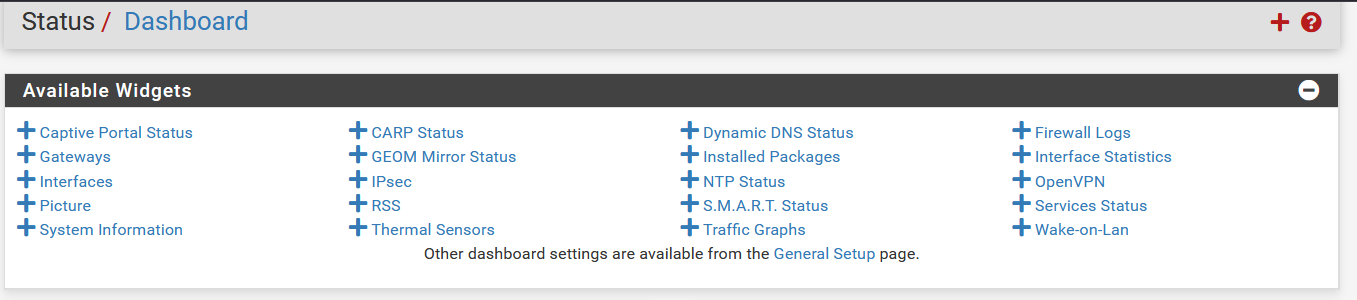 Status / Dashboard
Available Widgets
Captive Portal Status CARP Status Dynamic DNS Status Firewall Logs
Gateways GEOM Mirror Status Installed Packages Interface Statistics
Interfaces IPsec NTP Status OpenVPN
Picture RSS S.M.A.R.T. Status Services Status
System Information Thermal Sensors Traffic Graphs Wake-on-Lan
Other dashboard settings are available from the General Setup page.